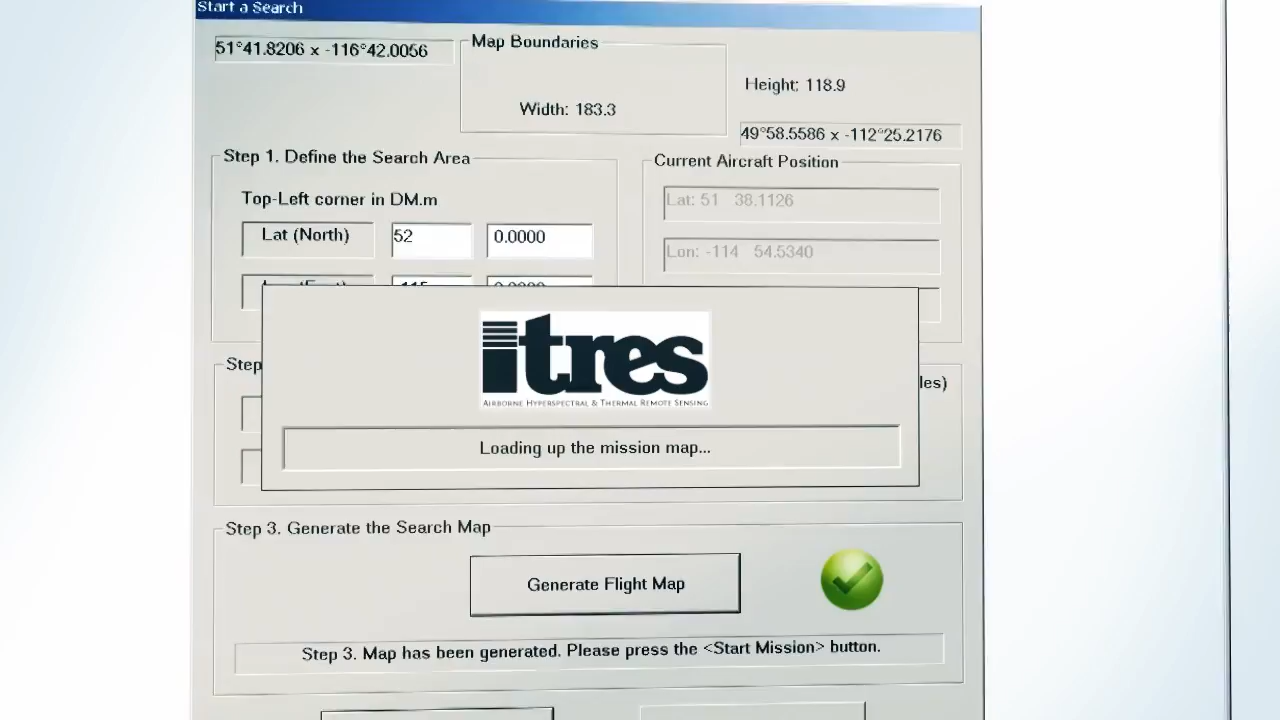 Start a Search
51°41.8206 x -116°42.0056
Map Boundaries
Width: 183.3
Height: 118.9
49°58.5586 x -112°25.2176
Step 1. Define the Search Area
Top-Left corner in DM.m
Lat (North)
52
0.0000
Current Aircraft Position
Lat: 51 38.1126
Lon: -114 54.5340
-115
0.0000
Step
les)
itres
Airborne Hyperspectral & Thermal Remote Sensing
Loading up the mission map...
Step 3. Generate the Search Map
Generate Flight Map
Step 3. Map has been generated. Please press the <Start Mission> button.